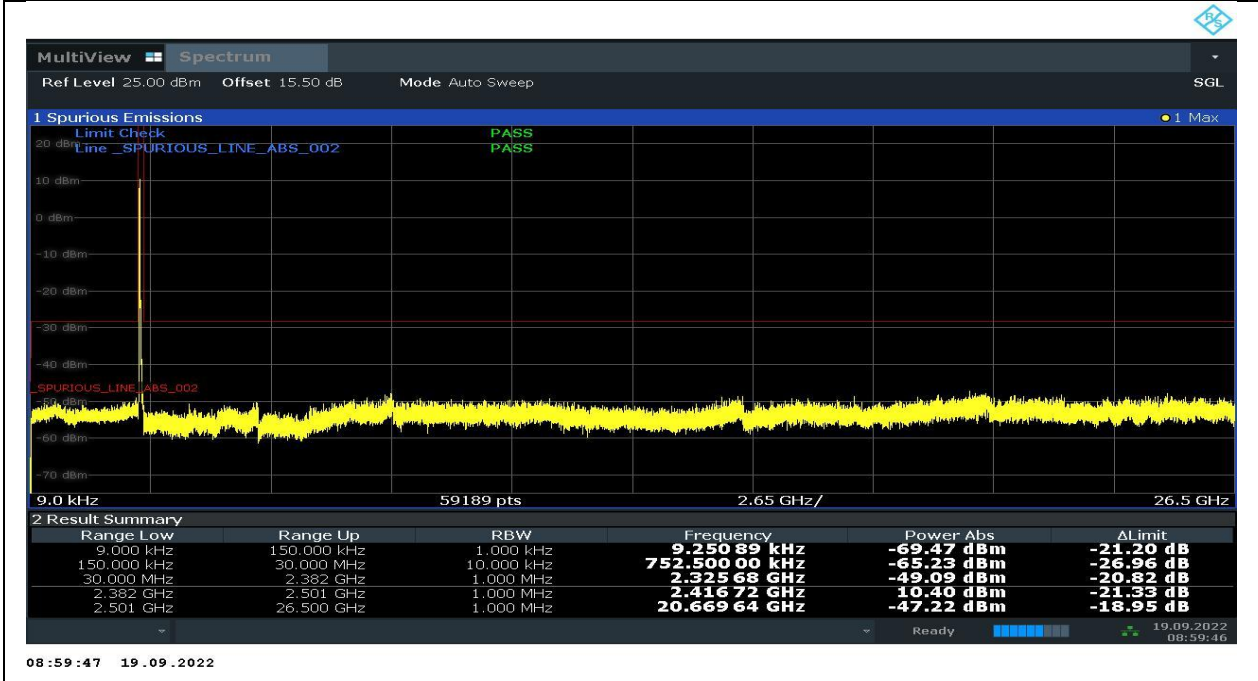 R&S
MultiView Spectrum
Ref Level 25.00 dBm Offset 15.50 dB Mode Auto Sweep SGL
1 Spurious Emissions 1 Max
Limit Check PASS
20 dBm Line _SPURIOUS_LINE_ABS_002 PASS
10 dBm
0 dBm
-10 dBm
-20 dBm
-30 dBm
-40 dBm
_SPURIOUS_LINE_ABS_002
-50 dBm
-60 dBm
-70 dBm
9.0 kHz 59189 pts 2.65 GHz/ 26.5 GHz
2 Result Summary
Range Low Range Up RBW Frequency Power Abs ΔLimit
9.000 kHz 150.000 kHz 1.000 kHz 9.250 89 kHz -69.47 dBm -21.20 dB
150.000 kHz 30.000 MHz 10.000 kHz 752.500 00 kHz -65.23 dBm -26.96 dB
30.000 MHz 2.382 GHz 1.000 MHz 2.325 68 GHz -49.09 dBm -20.82 dB
2.382 GHz 2.501 GHz 1.000 MHz 2.416 72 GHz 10.40 dBm -21.33 dB
2.501 GHz 26.500 GHz 1.000 MHz 20.669 64 GHz -47.22 dBm -18.95 dB
Ready 19.09.2022
08:59:46
08:59:47 19.09.2022